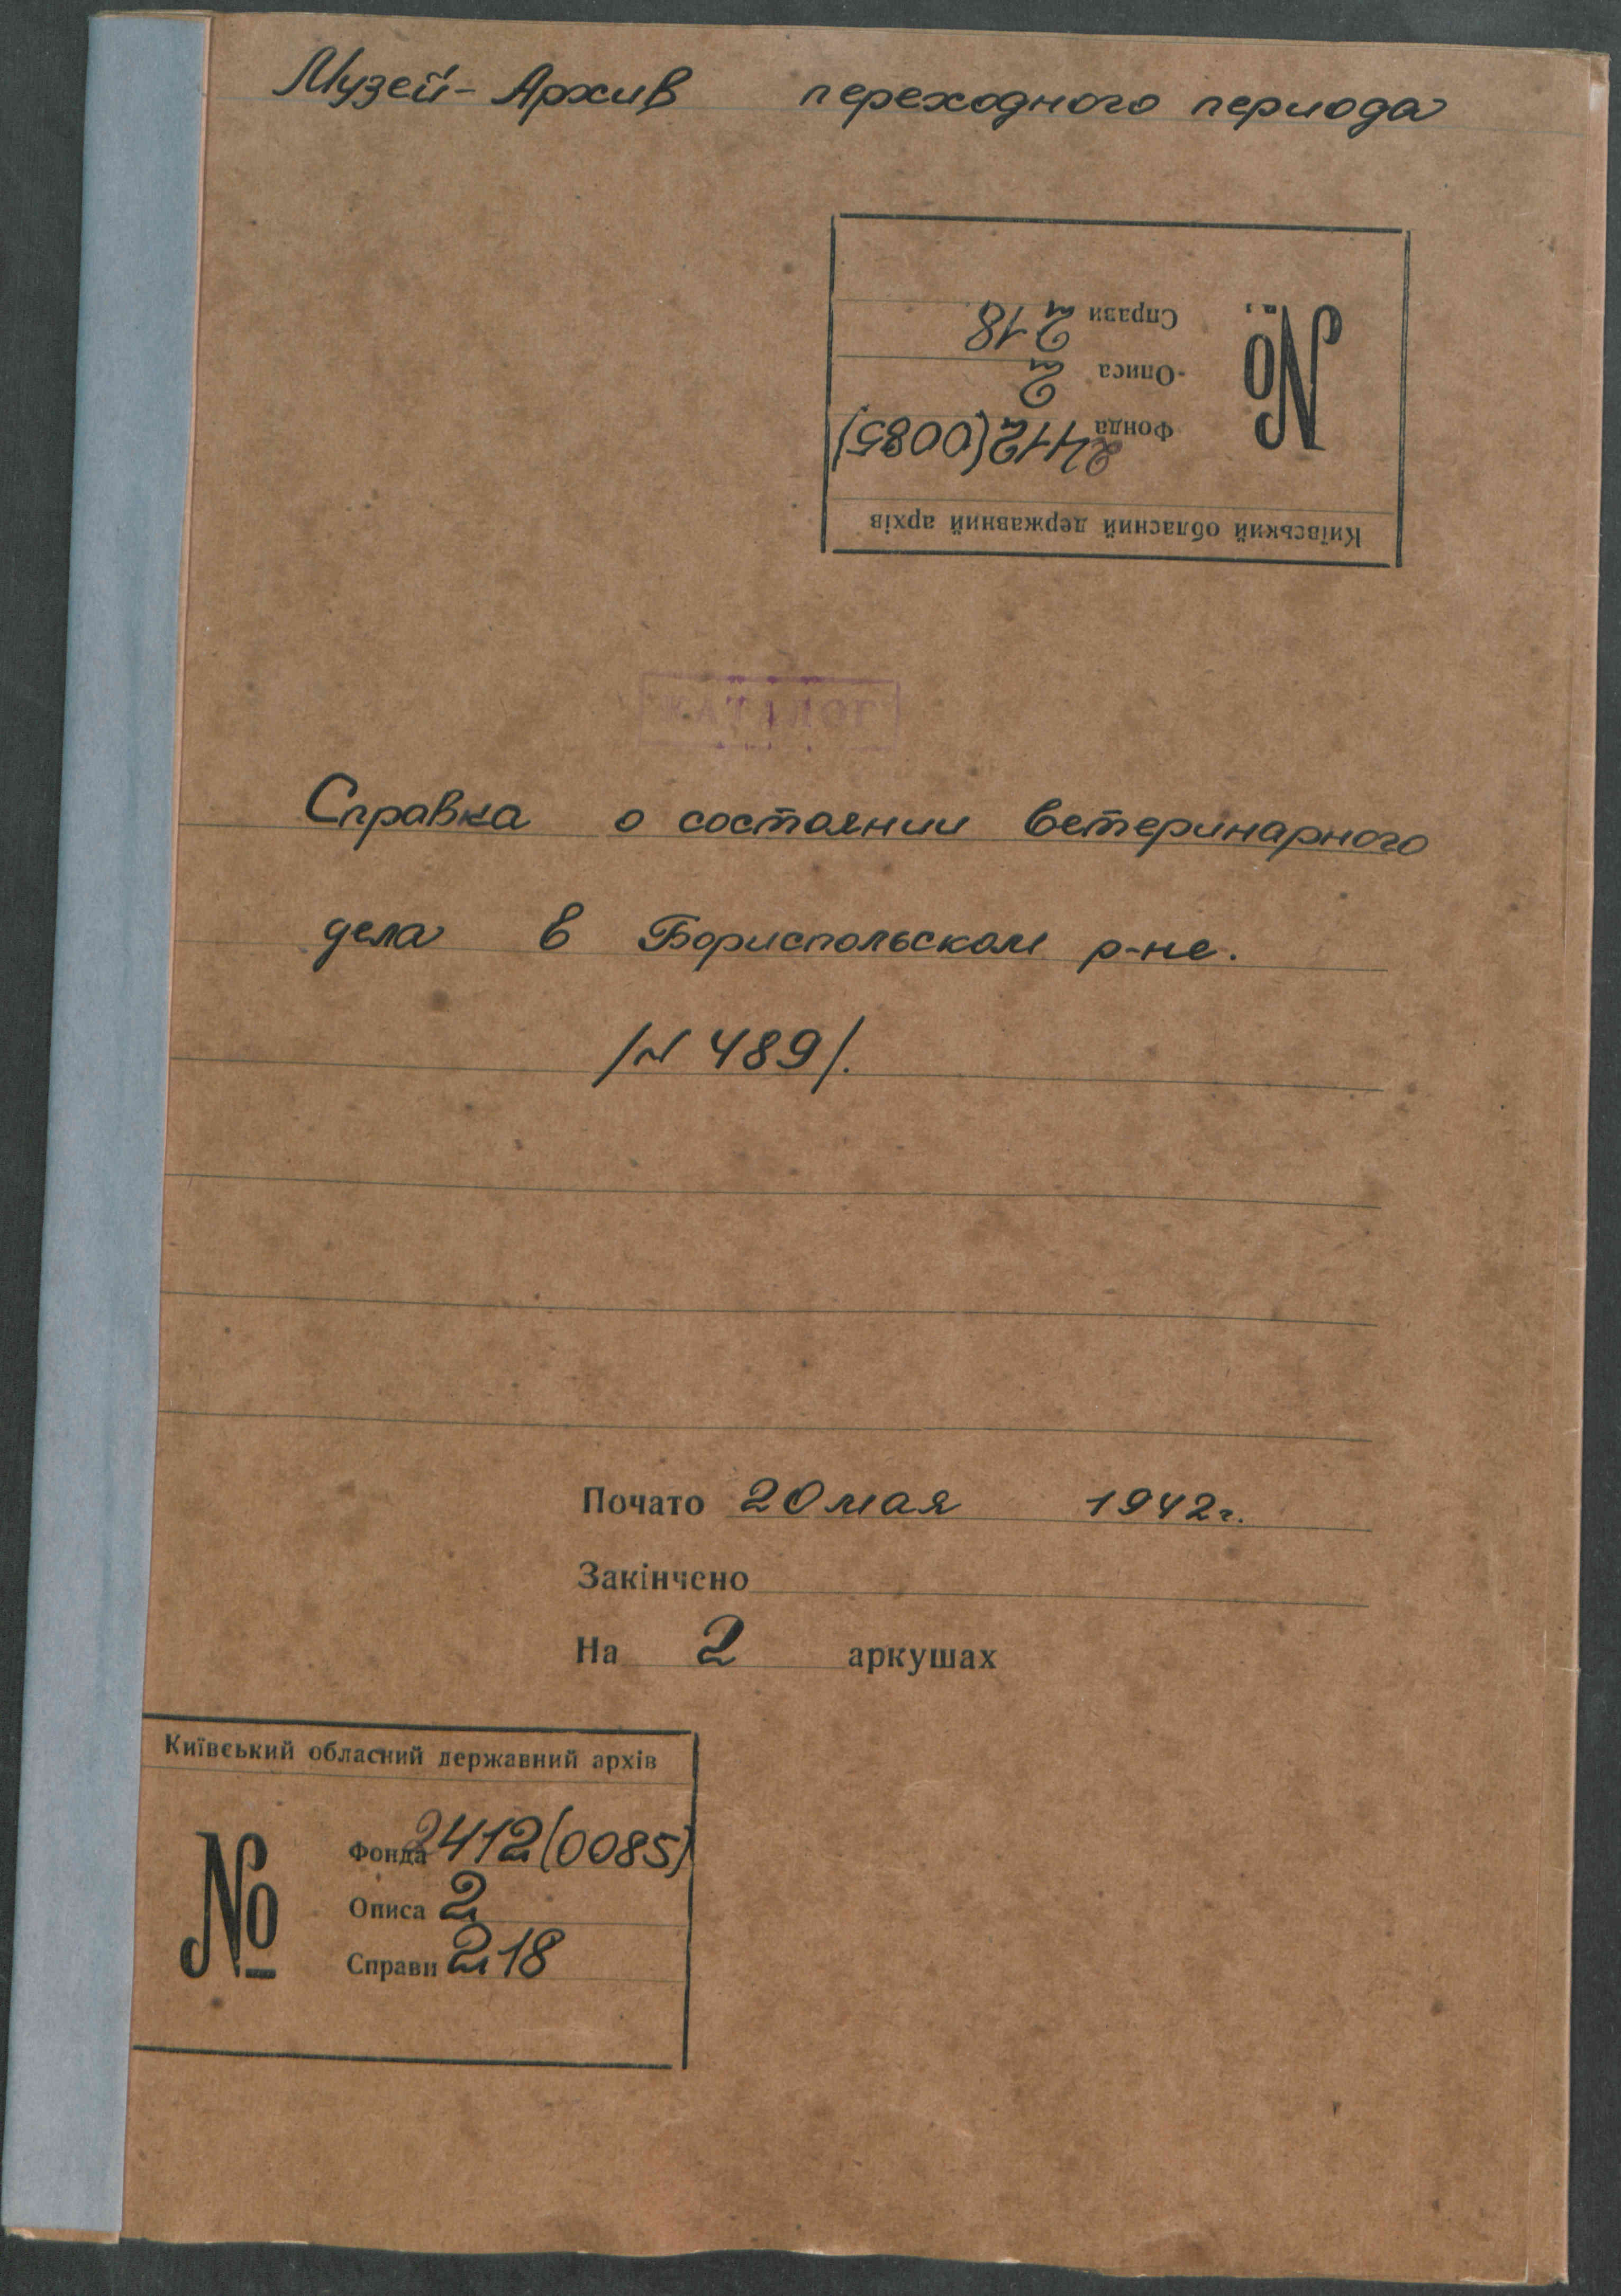 Музей-Архив переходного периода
Київський обласний державний архів
№
Фонда 2412(0085)
Описа 2
Справи 218
КАТАЛОГ
Справка о состоянии ветеринарного
дела в Бориспольском р-не.
/N 489/.
Почато 20 мая 1942г.
Закінчено
На 2 аркушах
Київський обласний державний архів
№
Фонда 2412(0085)
Описа 2
Справи 218